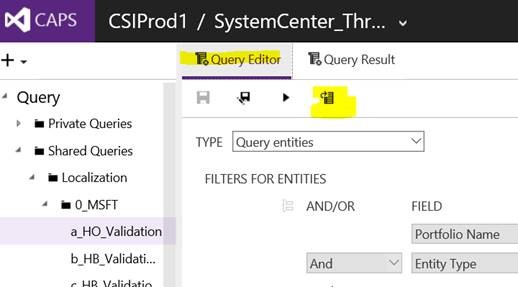 CAPS CSIProd1 / SystemCenter_Thr...
+
Query Editor Query Result
Query
Private Queries
Shared Queries
Localization
0_MSFT
a_HO_Validation
b_HB_Validati...
c_HB_Validation
TYPE Query entities
FILTERS FOR ENTITIES
AND/OR FIELD
Portfolio Name
And Entity Type